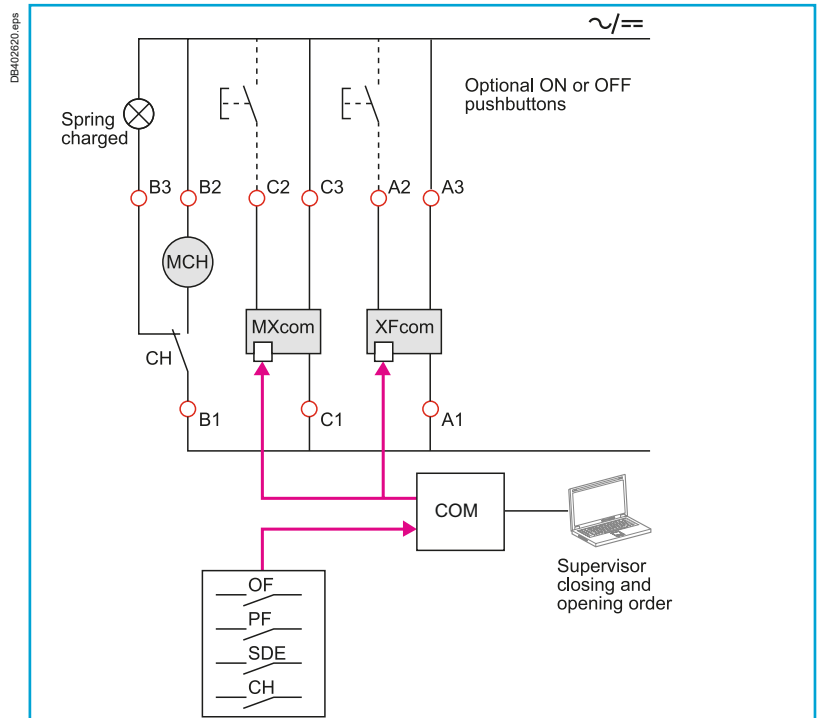 DB402620.eps
~/==
Optional ON or OFF
pushbuttons
Spring
charged
B3
B2
C2
C3
A2
A3
MCH
MXcom
XFcom
CH
B1
C1
A1
COM
Supervisor
closing and
opening order
OF
PF
SDE
CH